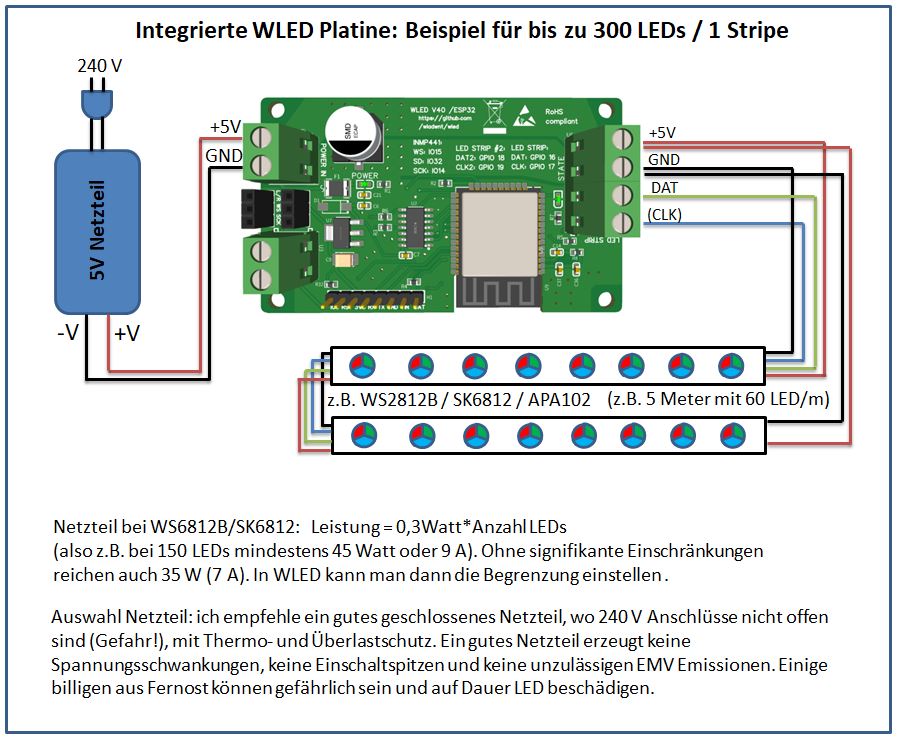 Integrierte WLED Platine: Beispiel für bis zu 300 LEDs / 1 Stripe
240 V
+5V
GND
5V Netzteil
-V
+V
WLED V40 /ESP32
https://github.com
/wladent/wled
RoHS
compliant
SMD
ECAP
POWER IN
INMP441:
WS: IO15
SD: IO32
SCK: IO14
LED STRIP #2:
DAT2: GPIO 18
CLK2: GPIO 19
LED STRIP:
DAT: GPIO 16
CLK: GPIO 17
POWER
STATE
LED STRIP
L/R WS SCK
+5V
GND
DAT
(CLK)
z.B. WS2812B / SK6812 / APA102 (z.B. 5 Meter mit 60 LED/m)
Netzteil bei WS6812B/SK6812: Leistung = 0,3Watt*Anzahl LEDs
(also z.B. bei 150 LEDs mindestens 45 Watt oder 9 A). Ohne signifikante Einschränkungen
reichen auch 35 W (7 A). In WLED kann man dann die Begrenzung einstellen .
Auswahl Netzteil: ich empfehle ein gutes geschlossenes Netzteil, wo 240 V Anschlüsse nicht offen
sind (Gefahr!), mit Thermo- und Überlastschutz. Ein gutes Netzteil erzeugt keine
Spannungsschwankungen, keine Einschaltspitzen und keine unzulässigen EMV Emissionen. Einige
billigen aus Fernost können gefährlich sein und auf Dauer LED beschädigen.